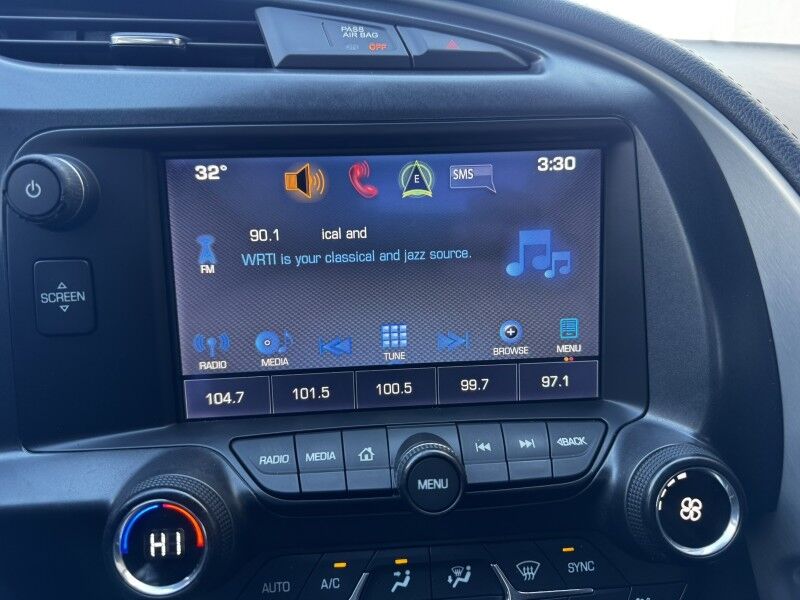 PASS
AIR BAG
OFF
32°
E
SMS
3:30
90.1 ical and
FM
WRTI is your classical and jazz source.
SCREEN
RADIO
MEDIA
TUNE
BROWSE
MENU
104.7
101.5
100.5
99.7
97.1
RADIO
MEDIA
BACK
MENU
HI
AUTO
A/C
SYNC